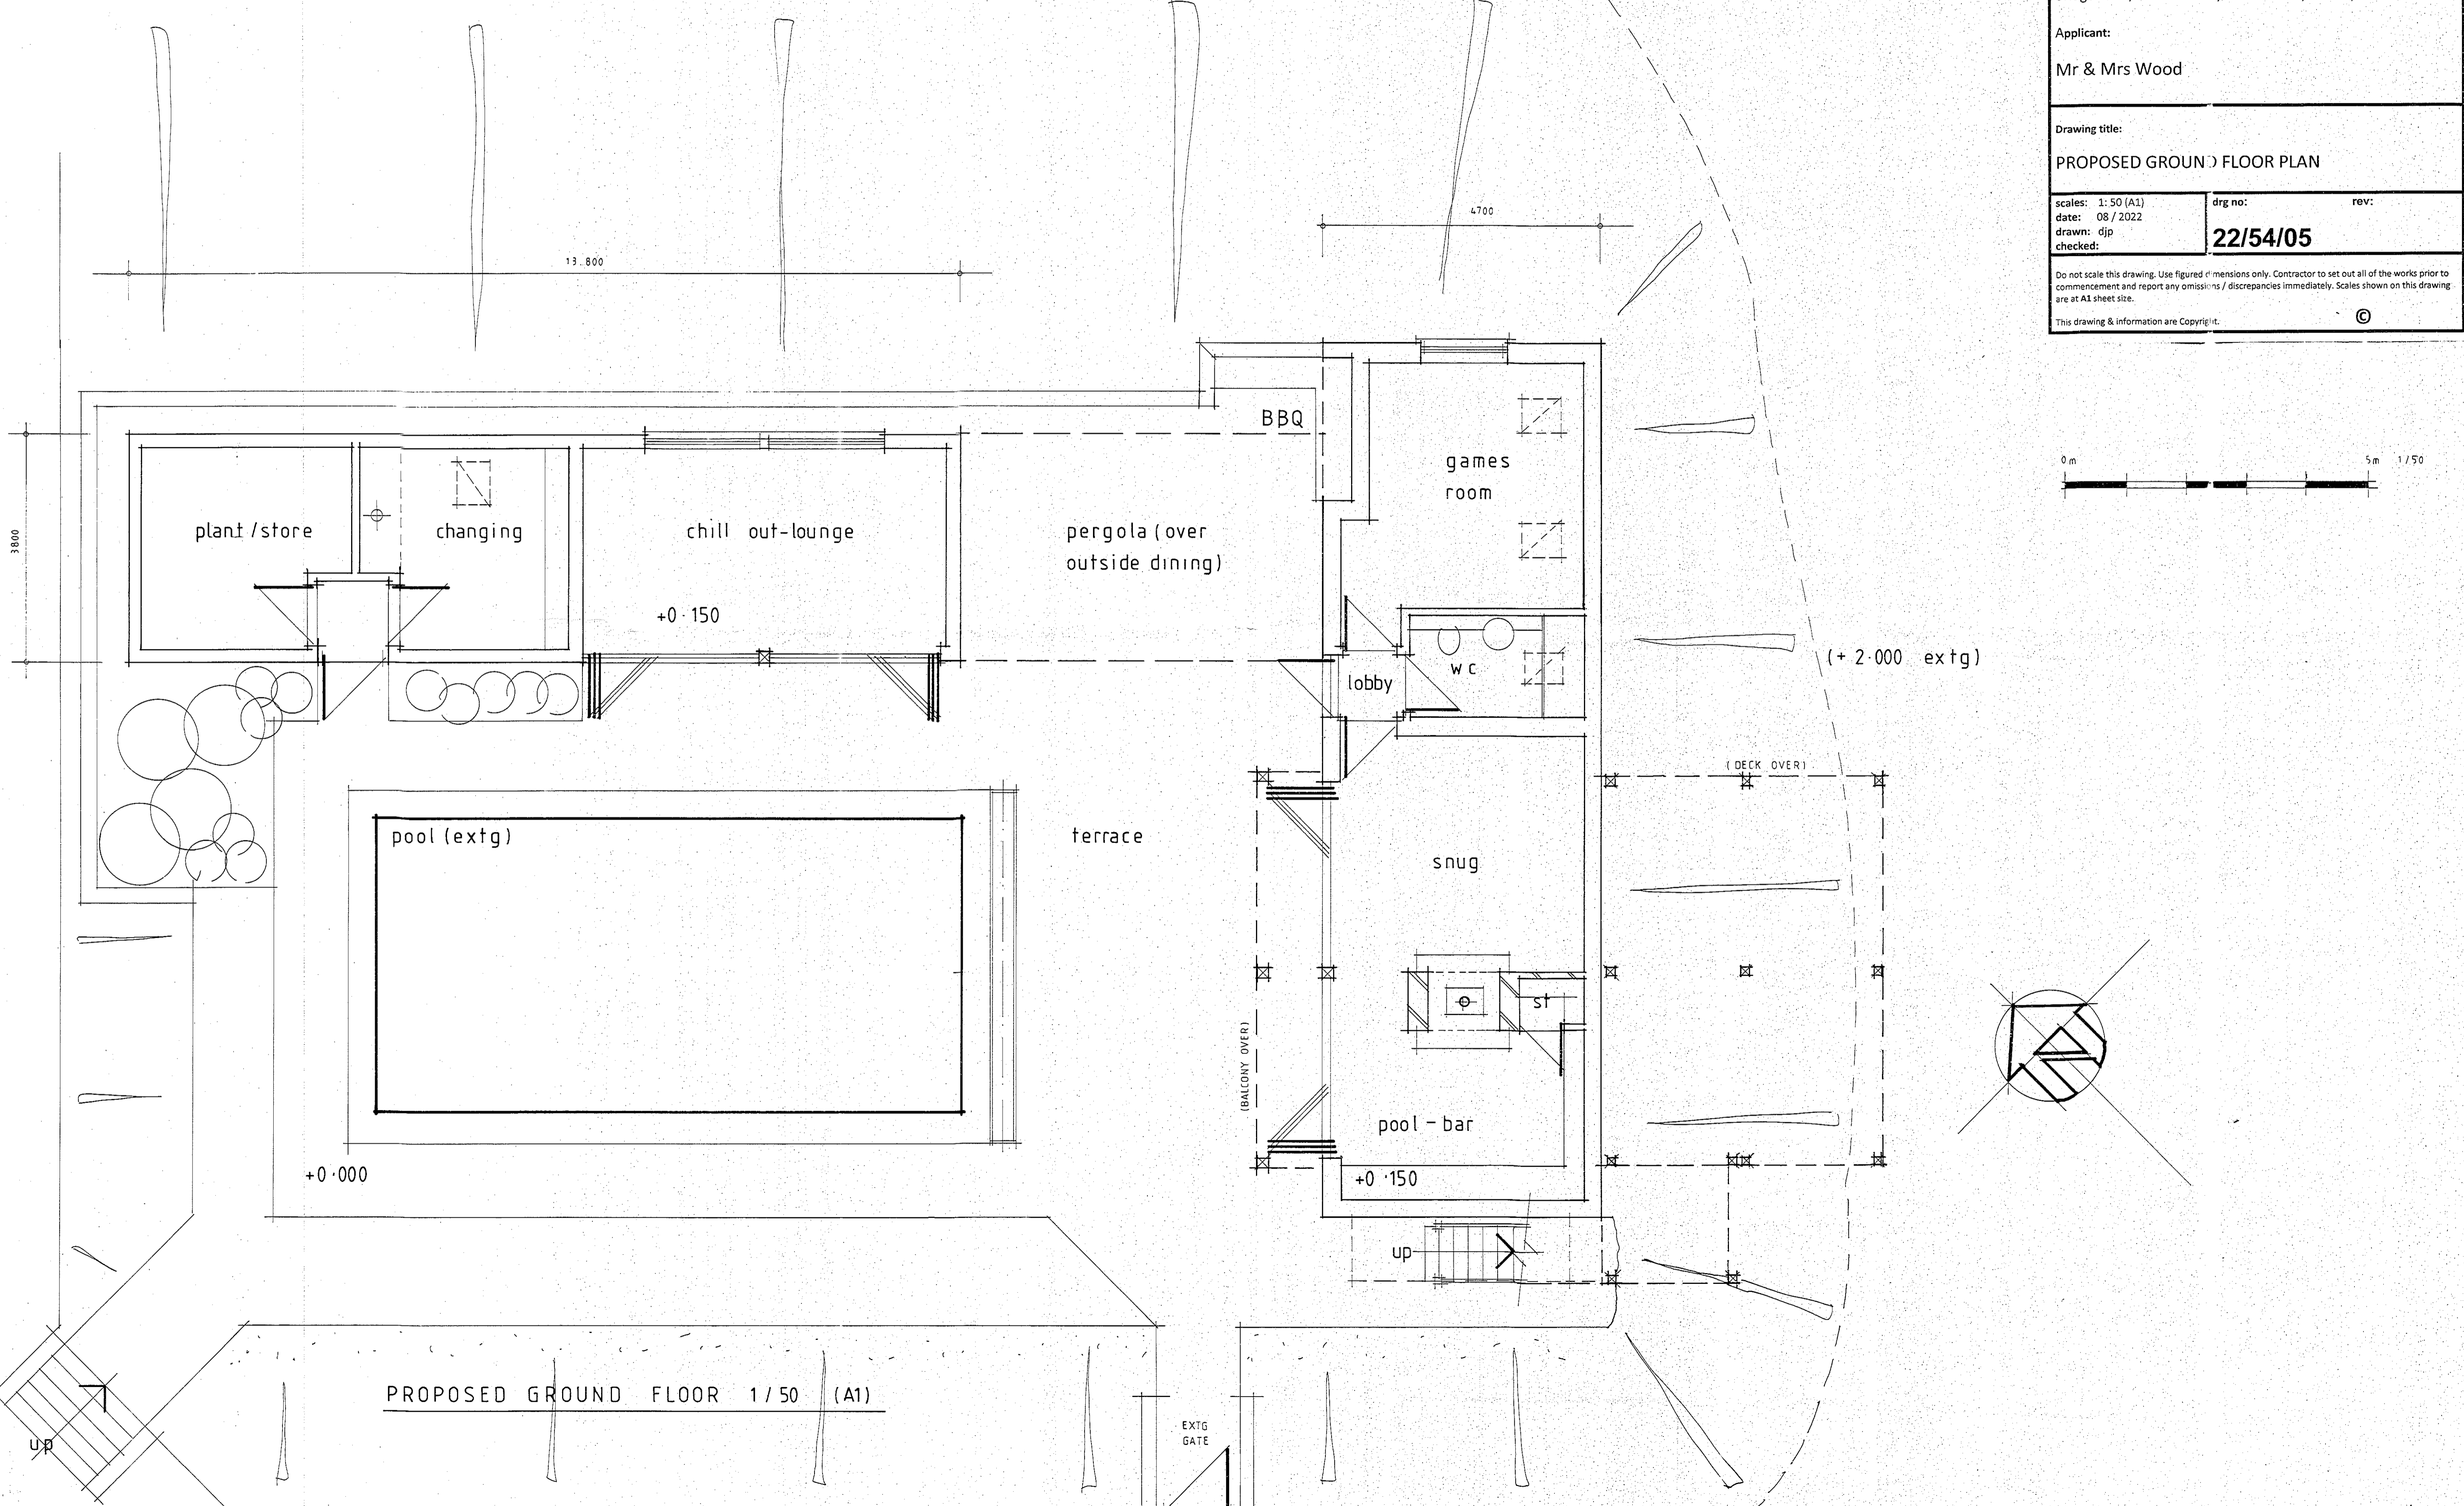 Applicant:
Mr & Mrs Wood
Drawing title:
PROPOSED GROUND FLOOR PLAN
scales: 1: 50 (A1)
date: 08 / 2022
drawn: djp
checked:
drg no:
rev:
22/54/05
Do not scale this drawing. Use figured dimensions only. Contractor to set out all of the works prior to
commencement and report any omissions / discrepancies immediately. Scales shown on this drawing
are at A1 sheet size.
This drawing & information are Copyright.
©
4700
13.800
3800
0m 5m 1/50
BBQ
games
room
plant/store
changing
chill out-lounge
pergola (over
outside dining)
+0·150
wc
lobby
(+ 2·000 extg)
(DECK OVER)
pool (extg)
terrace
snug
st
(BALCONY OVER)
pool-bar
+0·150
+0·000
up
up
PROPOSED GROUND FLOOR 1/50 (A1)
EXTG
GATE